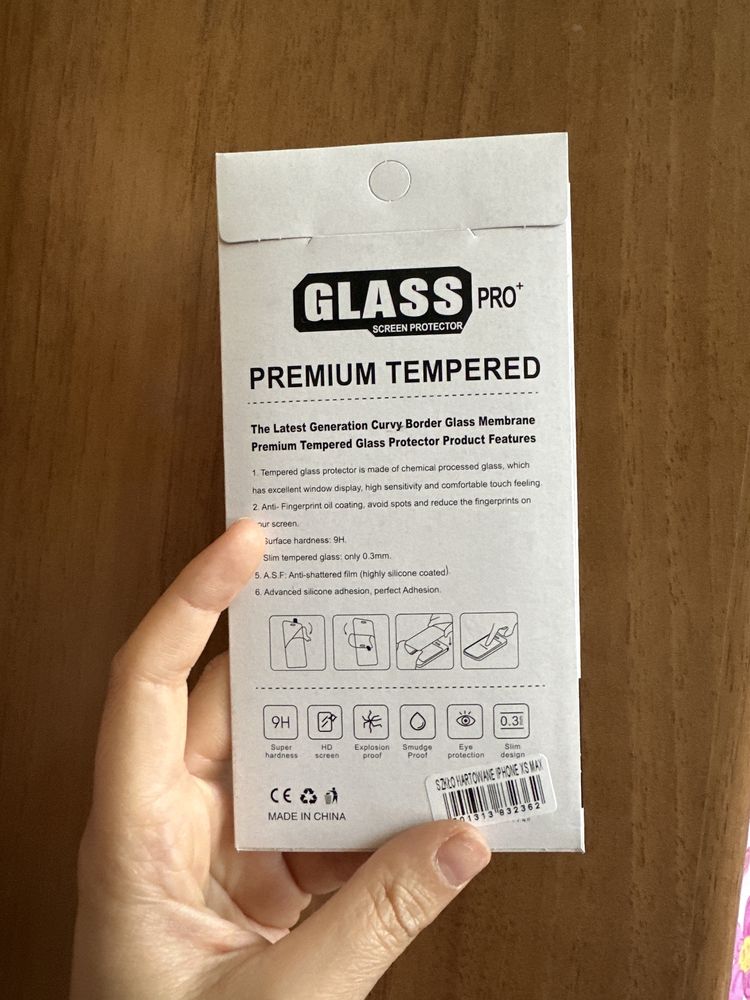 GLASS PRO+
SCREEN PROTECTOR
PREMIUM TEMPERED
The Latest Generation Curvy Border Glass Membrane
Premium Tempered Glass Protector Product Features
1. Tempered glass protector is made of chemical processed glass, which
has excellent window display, high sensitivity and comfortable touch feeling.
2. Anti- Fingerprint oil coating, avoid spots and reduce the fingerprints on
our screen.
Surface hardness: 9H.
Slim tempered glass: only 0.3mm.
5. A.S.F: Anti-shattered film (highly silicone coated)
6. Advanced silicone adhesion, perfect Adhesion.
9H
0.3
Super
hardness
HD
screen
Explosion
proof
Smudge
Proof
Eye
protection
Slim
design
SZKŁO HARTOWANE IPHONE XS MAX
01313 832362
CE
MADE IN CHINA